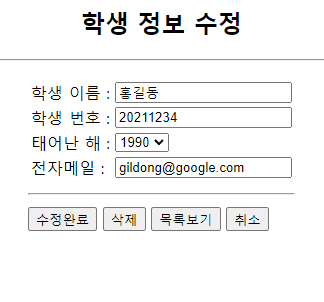 학생 정보 수정
학생 이름 : 홍길동
학생 번호 : 20211234
태어난 해 : 1990
전자메일 : gildong@google.com
수정완료 삭제 목록보기 취소